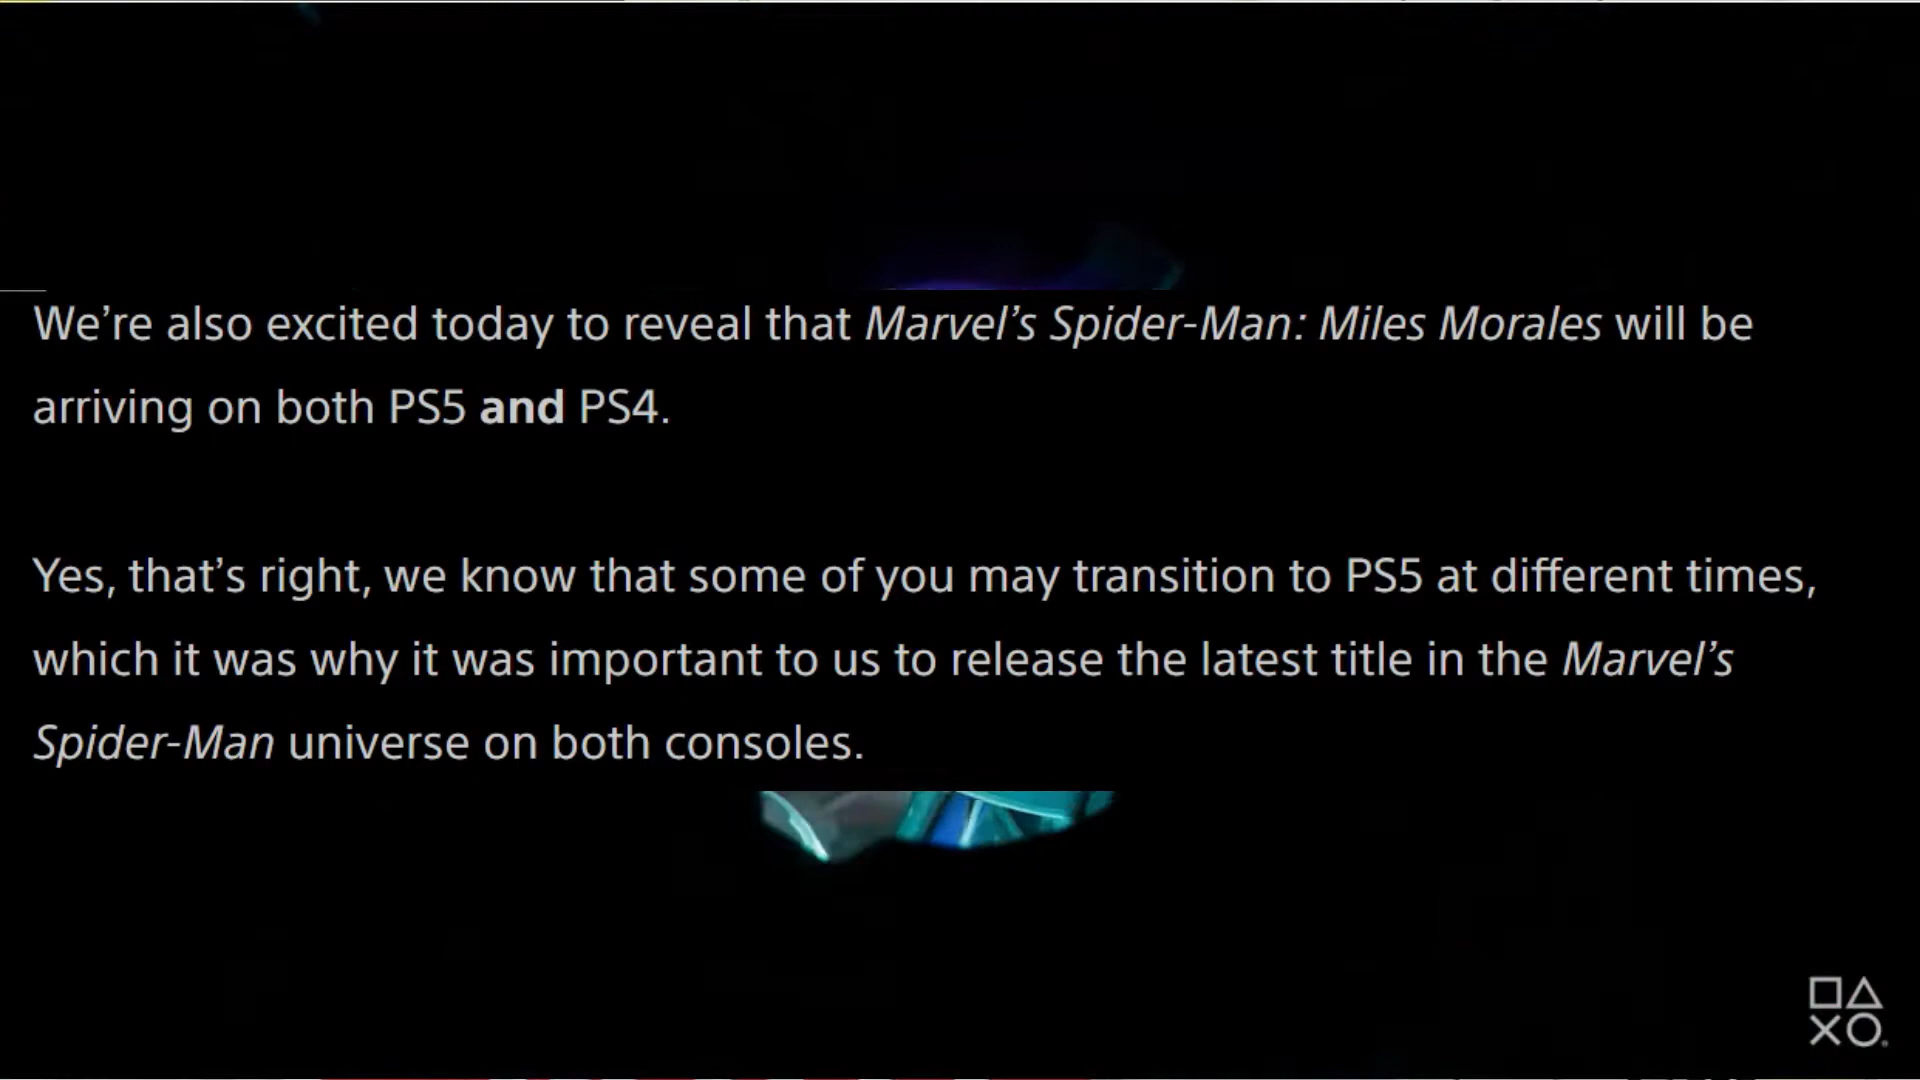 We’re also excited today to reveal that Marvel’s Spider-Man: Miles Morales will be
arriving on both PS5 and PS4.
Yes, that’s right, we know that some of you may transition to PS5 at different times,
which it was why it was important to us to release the latest title in the Marvel’s
Spider-Man universe on both consoles.